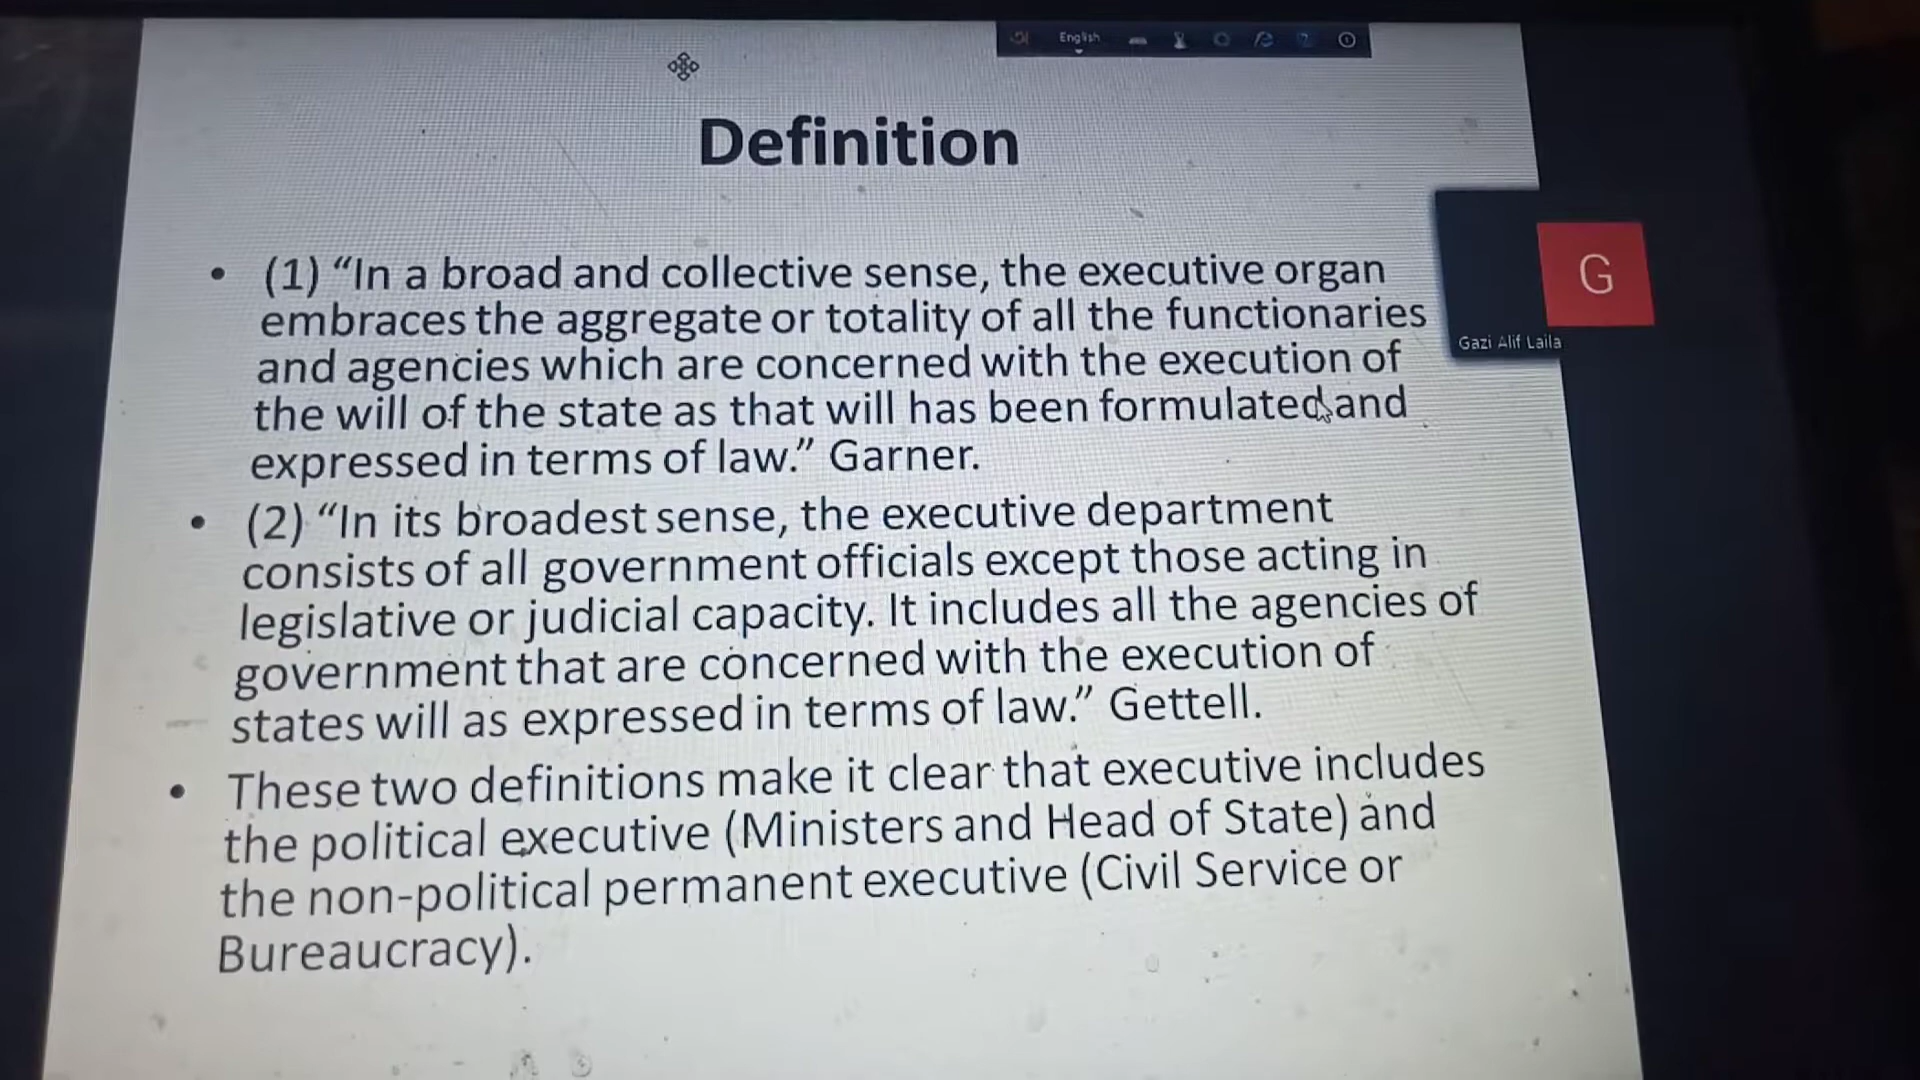 English
Definition
• (1) “In a broad and collective sense, the executive organ
embraces the aggregate or totality of all the functionaries
and agencies which are concerned with the execution of
the will of the state as that will has been formulated and
expressed in terms of law.” Garner.
G
Gazi Alif Laila
• (2) “In its broadest sense, the executive department
consists of all government officials except those acting in
legislative or judicial capacity. It includes all the agencies of
government that are concerned with the execution of
states will as expressed in terms of law.” Gettell.
• These two definitions make it clear that executive includes
the political executive (Ministers and Head of State) and
the non-political permanent executive (Civil Service or
Bureaucracy).